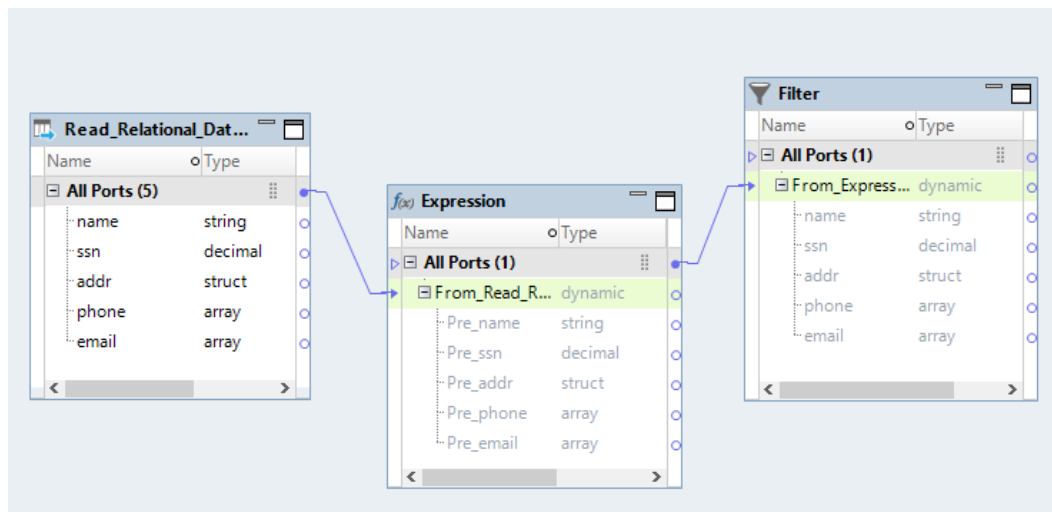 Read_Relational_Dat...
Name Type
All Ports (5)
name string
ssn decimal
addr struct
phone array
email array
f(x) Expression
Name Type
All Ports (1)
From_Read_R... dynamic
Pre_name string
Pre_ssn decimal
Pre_addr struct
Pre_phone array
Pre_email array
Filter
Name Type
All Ports (1)
From_Express... dynamic
name string
ssn decimal
addr struct
phone array
email array